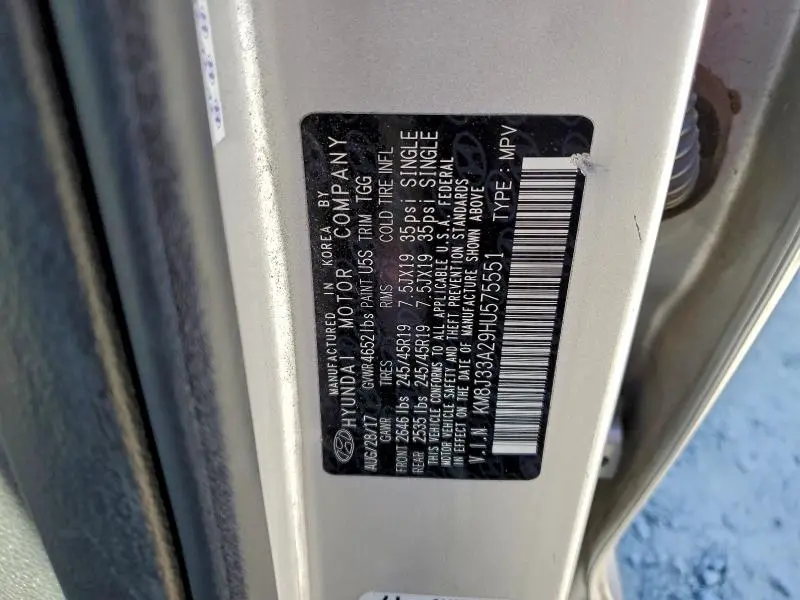 MANUFACTURED IN KOREA BY
HYUNDAI MOTOR COMPANY
AUG/28/17 GVWR4652lbs PAINT U5S TRIM TGG
GAWR TIRES RIMS COLD TIRE INFL
FRONT 2646lbs 245/45R19 7.5JX19 35psi SINGLE
REAR 2535lbs 245/45R19 7.5JX19 35psi SINGLE
THIS VEHICLE CONFORMS TO ALL APPLICABLE U.S.A. FEDERAL
MOTOR VEHICLE SAFETY AND THEFT PREVENTION STANDARDS
IN EFFECT ON THE DATE OF MANUFACTURE SHOWN ABOVE
V.I.N KM8J33A29HU575551 TYPE : MPV